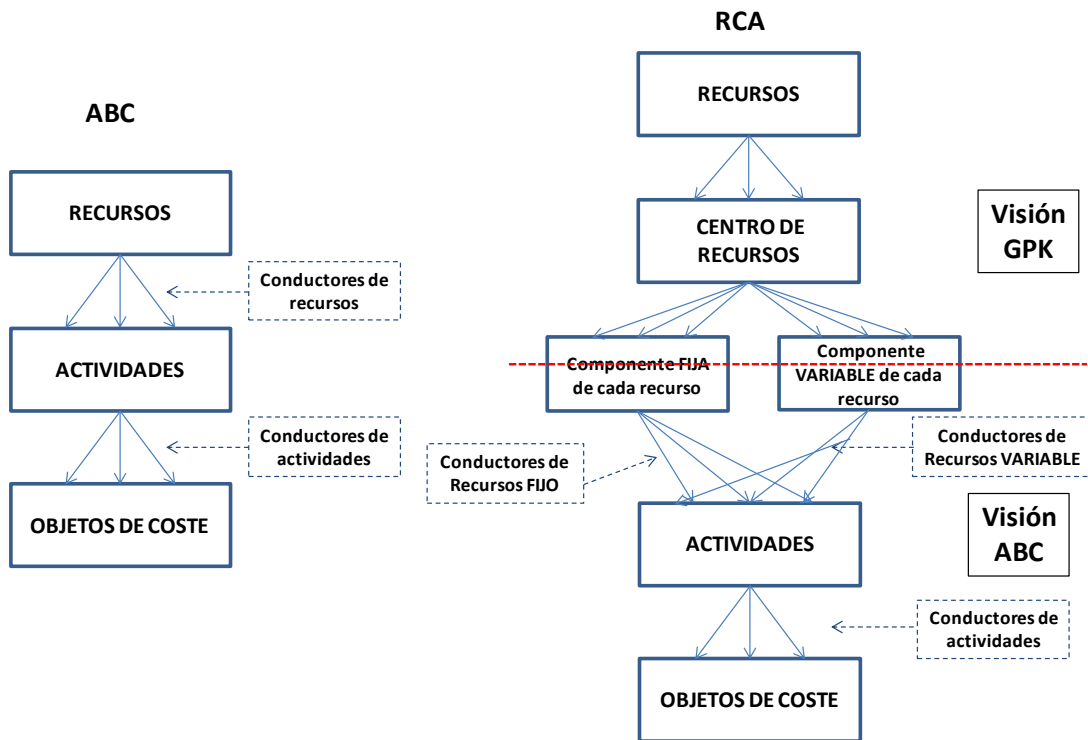 ABC
RECURSOS
Conductores de
recursos
ACTIVIDADES
Conductores de
actividades
OBJETOS DE COSTE
RCA
RECURSOS
CENTRO DE
RECURSOS
Visión
GPK
Componente FIJA
de cada recurso
Componente
VARIABLE de cada
recurso
Conductores de
Recursos FIJO
Conductores de
Recursos VARIABLE
ACTIVIDADES
Visión
ABC
Conductores de
actividades
OBJETOS DE COSTE